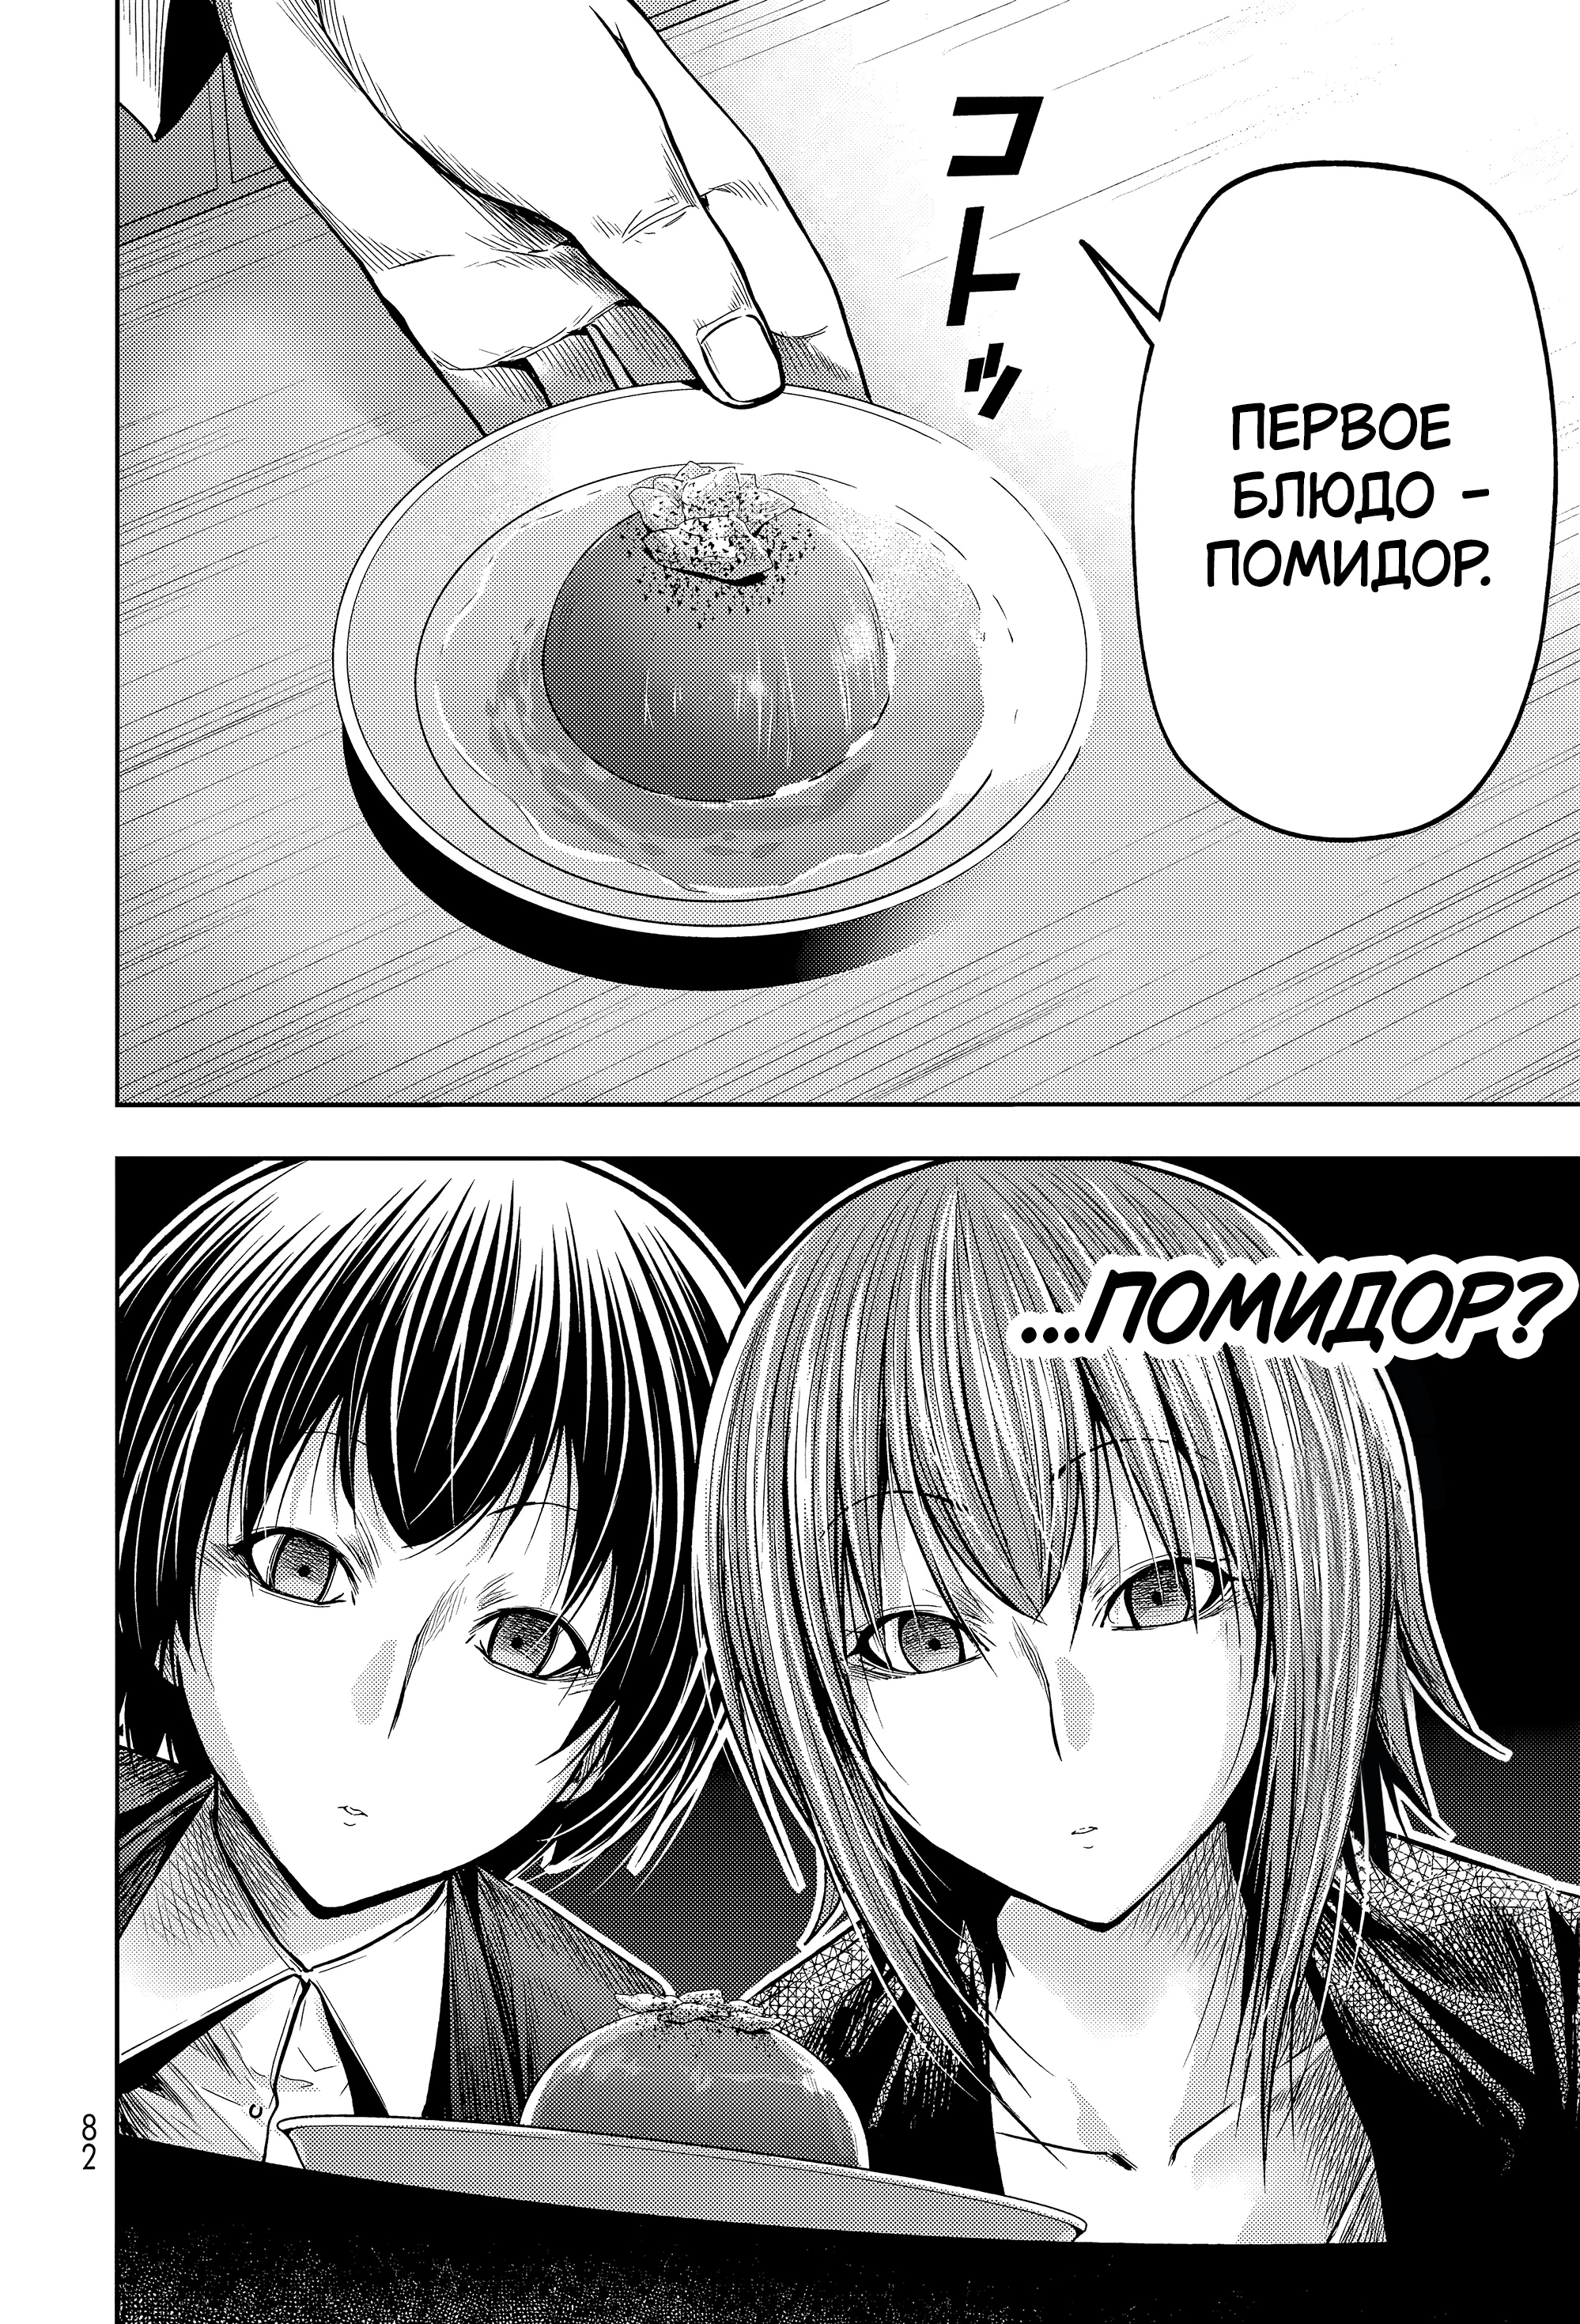 ПЕРВОЕ
БЛЮДО -
ПОМИДОР.
コトッ
...ПОМИДОР?
82